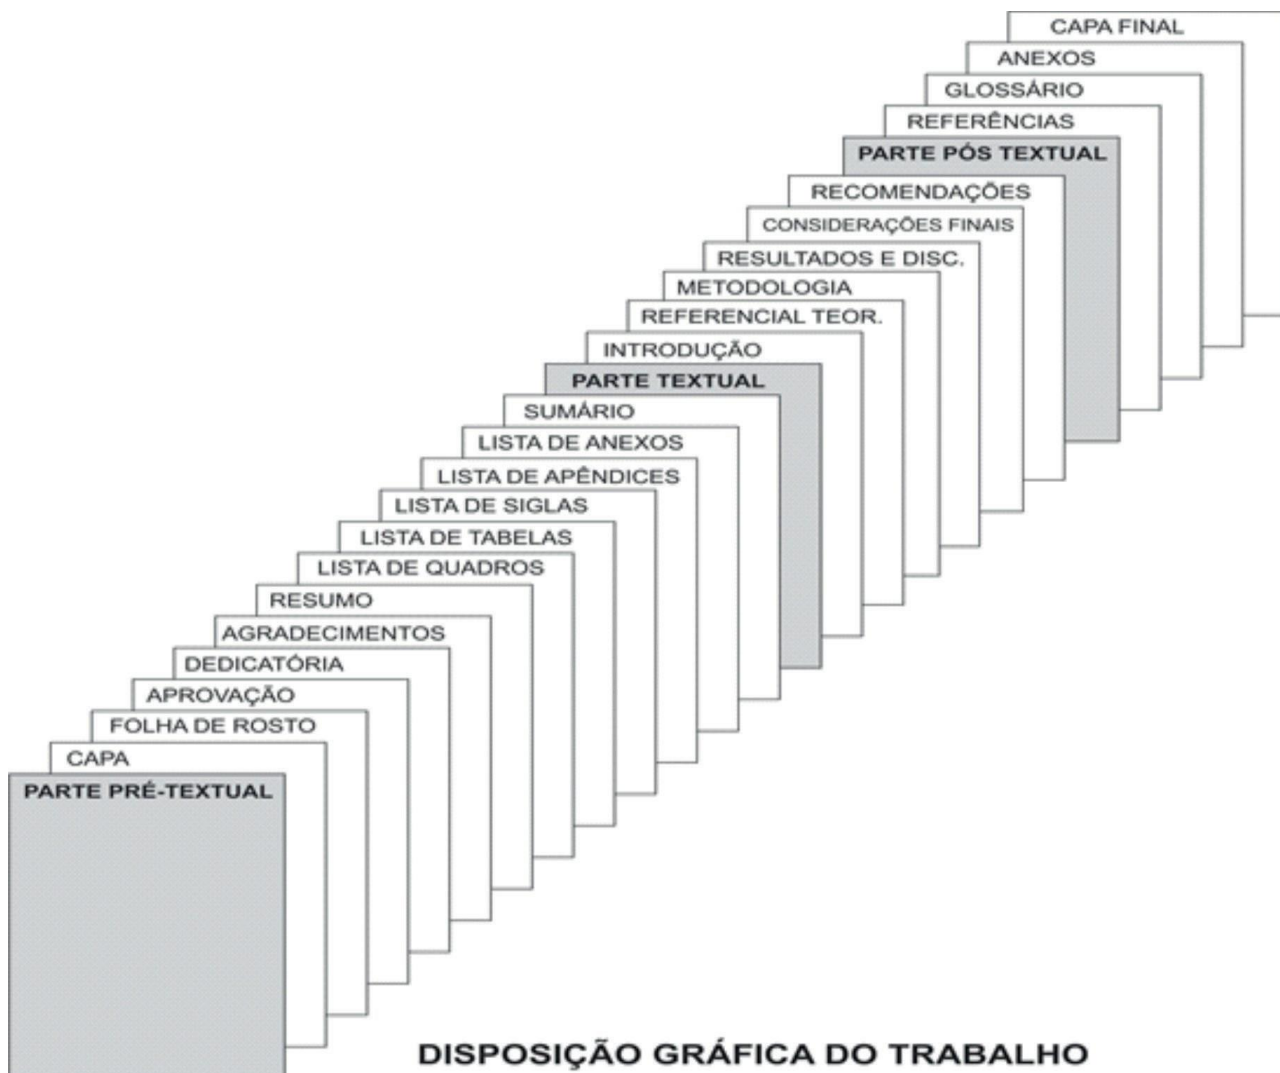 CAPA FINAL
ANEXOS
GLOSSÁRIO
REFERÊNCIAS
PARTE PÓS TEXTUAL
RECOMENDAÇÕES
CONSIDERAÇÕES FINAIS
RESULTADOS E DISC.
METODOLOGIA
REFERENCIAL TEOR.
INTRODUÇÃO
PARTE TEXTUAL
SUMÁRIO
LISTA DE ANEXOS
LISTA DE APÊNDICES
LISTA DE SIGLAS
LISTA DE TABELAS
LISTA DE QUADROS
RESUMO
AGRADECIMENTOS
DEDICATÓRIA
APROVAÇÃO
FOLHA DE ROSTO
CAPA
PARTE PRÉ-TEXTUAL
DISPOSIÇÃO GRÁFICA DO TRABALHO